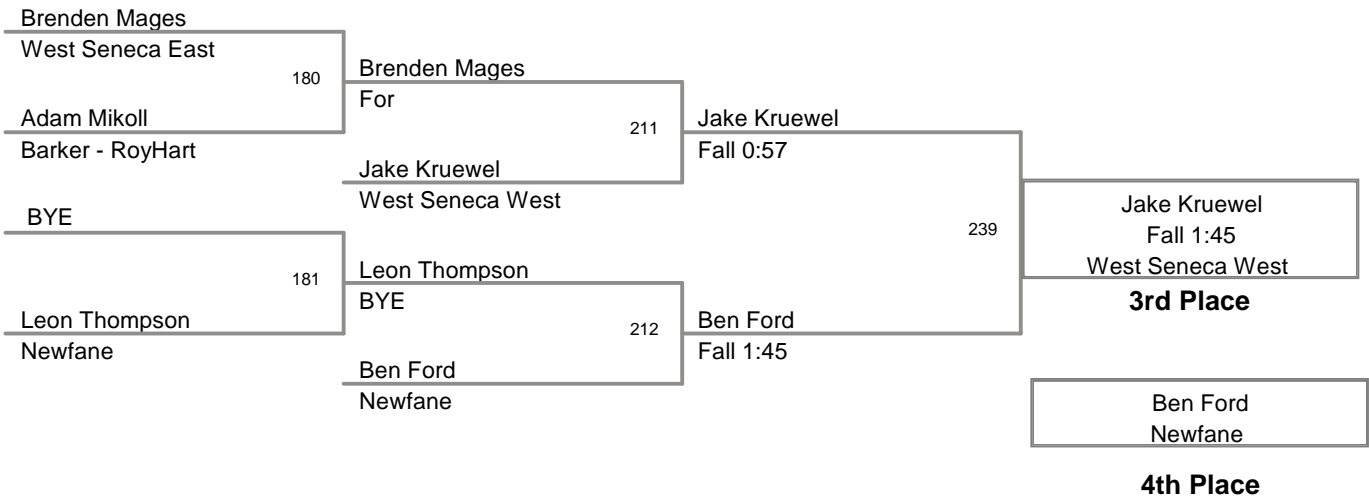 Brenden Mages
West Seneca East
180
Adam Mikoll
Barker - RoyHart
BYE
181
Leon Thompson
Newfane
Brenden Mages
For
211
Jake Kruewel
West Seneca West
Leon Thompson
BYE
212
Ben Ford
Newfane
Jake Kruewel
Fall 0:57
239
Ben Ford
Fall 1:45
Jake Kruewel
Fall 1:45
West Seneca West
3rd Place
Ben Ford
Newfane
4th Place